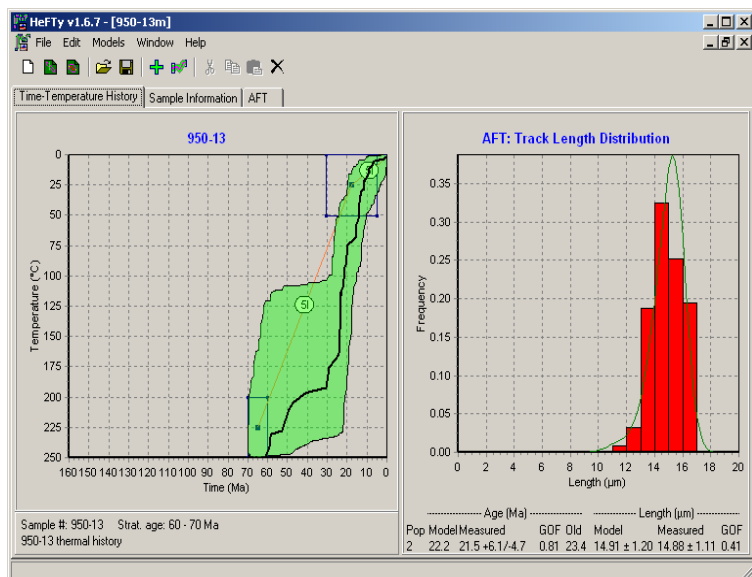 HeFTy v1.6.7 - [950-13m]
File Edit Models Window Help
Time-Temperature History Sample Information AFT
950-13
Temperature (°C)
0
25
50
75
100
125
150
175
200
225
250
5I
5I
160 150 140 130 120 110 100 90 80 70 60 50 40 30 20 10 0
Time (Ma)
Sample #: 950-13 Strat. age: 60 - 70 Ma
950-13 thermal history
AFT: Track Length Distribution
Frequency
0.35
0.30
0.25
0.20
0.15
0.10
0.05
0.00
0 2 4 6 8 10 12 14 16 18 20
Length (µm)
Age (Ma) Length (µm)
Pop Model Measured GOF Old Model Measured GOF
2 22.2 21.5 +6.1/-4.7 0.81 23.4 14.91 ± 1.20 14.88 ± 1.11 0.41